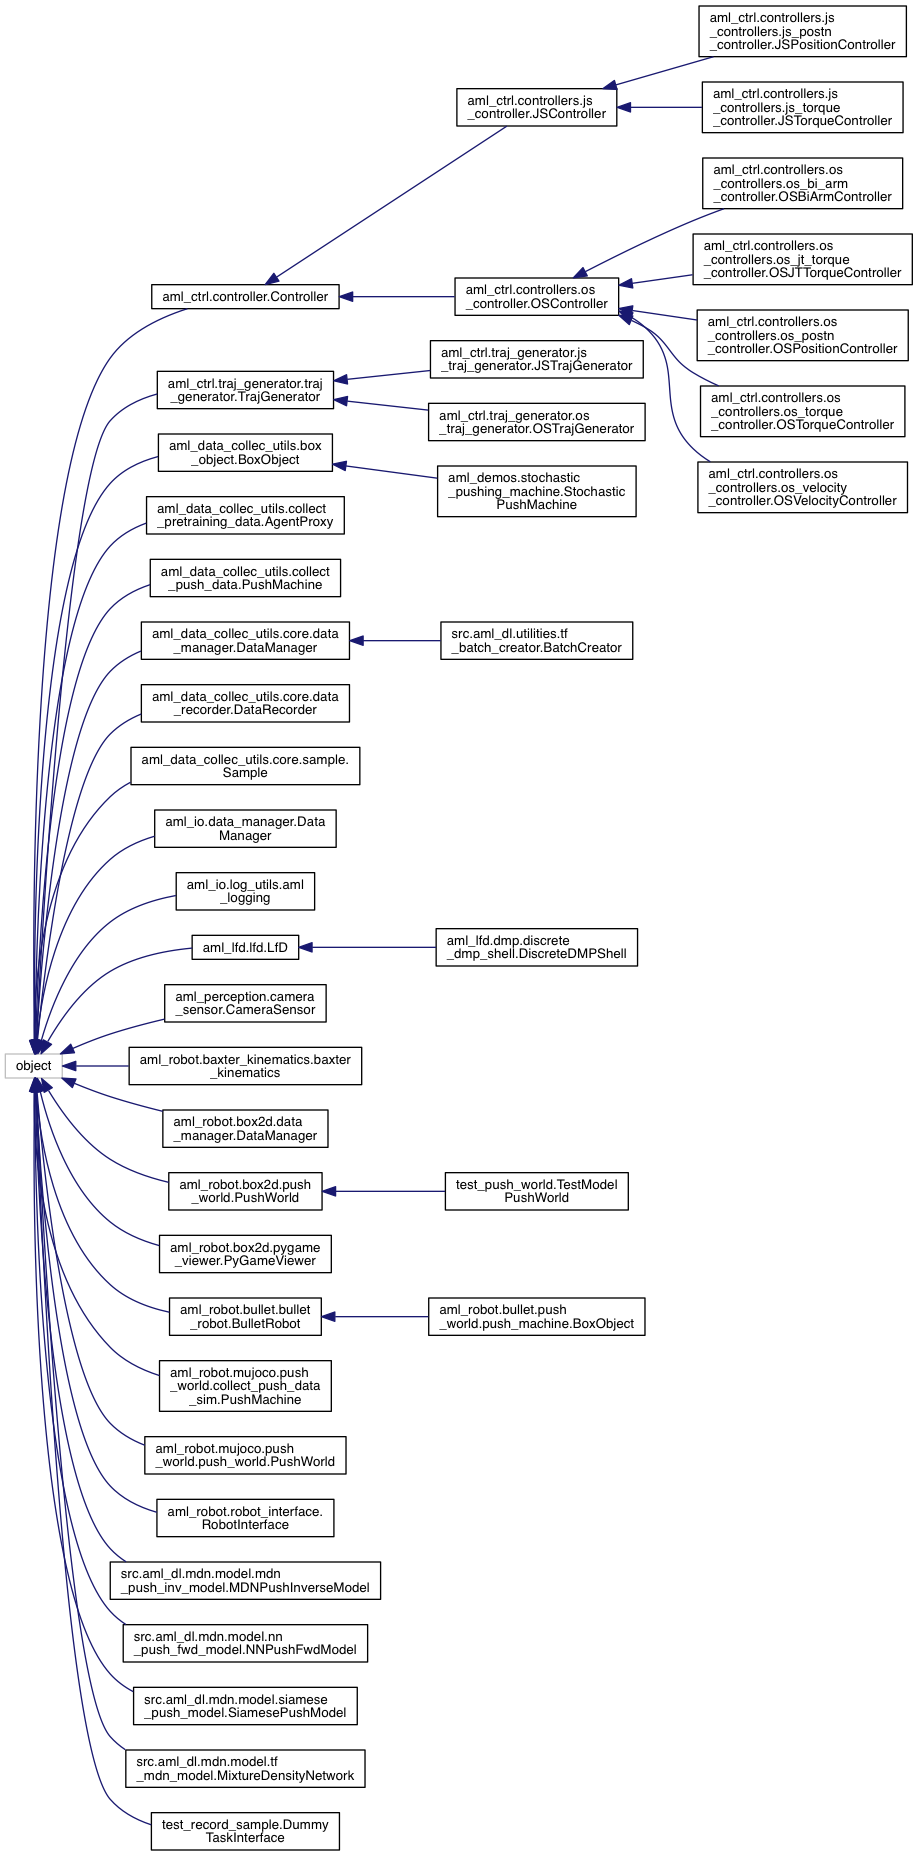 aml_ctrl.controllers.js
_controllers.js_postn
_controller.JSPositionController
aml_ctrl.controllers.js
_controller.JSController
aml_ctrl.controllers.js
_controllers.js_torque
_controller.JSTorqueController
aml_ctrl.controllers.os
_controllers.os_bi_arm
_controller.OSBiArmController
aml_ctrl.controllers.os
_controllers.os_jt_torque
_controller.OSJTTorqueController
aml_ctrl.controller.Controller
aml_ctrl.controllers.os
_controller.OSController
aml_ctrl.controllers.os
_controllers.os_postn
_controller.OSPositionController
aml_ctrl.traj_generator.js
_traj_generator.JSTrajGenerator
aml_ctrl.traj_generator.traj
_generator.TrajGenerator
aml_ctrl.controllers.os
_controllers.os_torque
_controller.OSTorqueController
aml_ctrl.traj_generator.os
_traj_generator.OSTrajGenerator
aml_data_collec_utils.box
_object.BoxObject
aml_demos.stochastic
_pushing_machine.Stochastic
PushMachine
aml_ctrl.controllers.os
_controllers.os_velocity
_controller.OSVelocityController
aml_data_collec_utils.collect
_pretraining_data.AgentProxy
aml_data_collec_utils.collect
_push_data.PushMachine
aml_data_collec_utils.core.data
_manager.DataManager
src.aml_dl.utilities.tf
_batch_creator.BatchCreator
aml_data_collec_utils.core.data
_recorder.DataRecorder
aml_data_collec_utils.core.sample.
Sample
aml_io.data_manager.Data
Manager
aml_io.log_utils.aml
_logging
aml_lfd.lfd.LfD
aml_lfd.dmp.discrete
_dmp_shell.DiscreteDMPShell
aml_perception.camera
_sensor.CameraSensor
object
aml_robot.baxter_kinematics.baxter
_kinematics
aml_robot.box2d.data
_manager.DataManager
aml_robot.box2d.push
_world.PushWorld
test_push_world.TestModel
PushWorld
aml_robot.box2d.pygame
_viewer.PyGameViewer
aml_robot.bullet.bullet
_robot.BulletRobot
aml_robot.bullet.push
_world.push_machine.BoxObject
aml_robot.mujoco.push
_world.collect_push_data
_sim.PushMachine
aml_robot.mujoco.push
_world.push_world.PushWorld
aml_robot.robot_interface.
RobotInterface
src.aml_dl.mdn.model.mdn
_push_inv_model.MDNPushInverseModel
src.aml_dl.mdn.model.nn
_push_fwd_model.NNPushFwdModel
src.aml_dl.mdn.model.siamese
_push_model.SiamesePushModel
src.aml_dl.mdn.model.tf
_mdn_model.MixtureDensityNetwork
test_record_sample.Dummy
TaskInterface